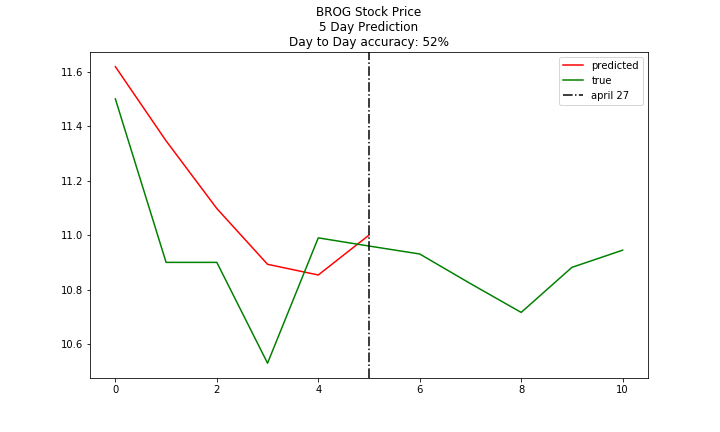 BROG Stock Price
5 Day Prediction
Day to Day accuracy: 52%
predicted
true
april 27
11.6
11.4
11.2
11.0
10.8
10.6
0 2 4 6 8 10